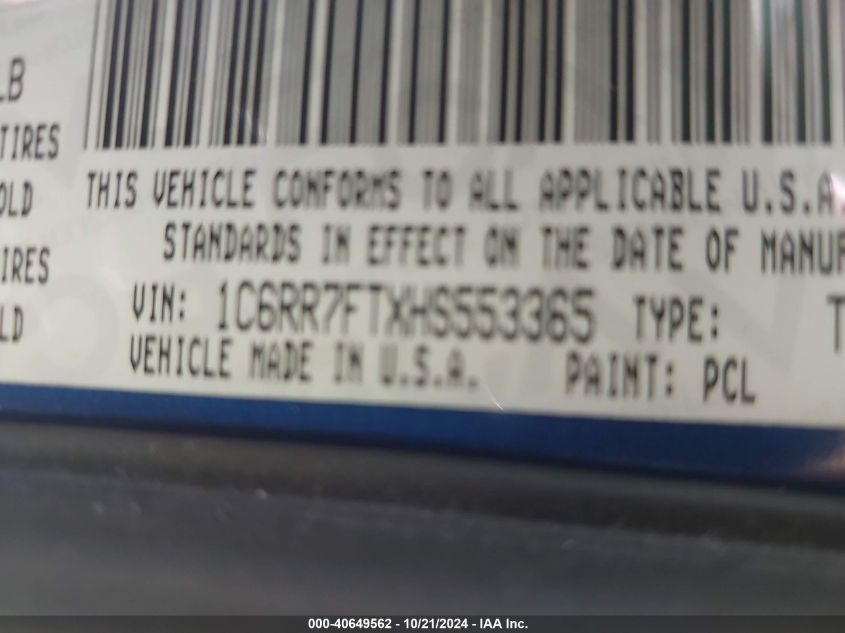 LB
TIRES
THIS VEHICLE CONFORMS TO ALL APPLICABLE U.S.A.
OLD
STANDARDS IN EFFECT ON THE DATE OF MANUF
IRES
VIN: 1C6RR7FTXHS553365 TYPE: T
LD
VEHICLE MADE IN U.S.A. PAINT: PCL
000-40649562 - 10/21/2024 - IAA Inc.